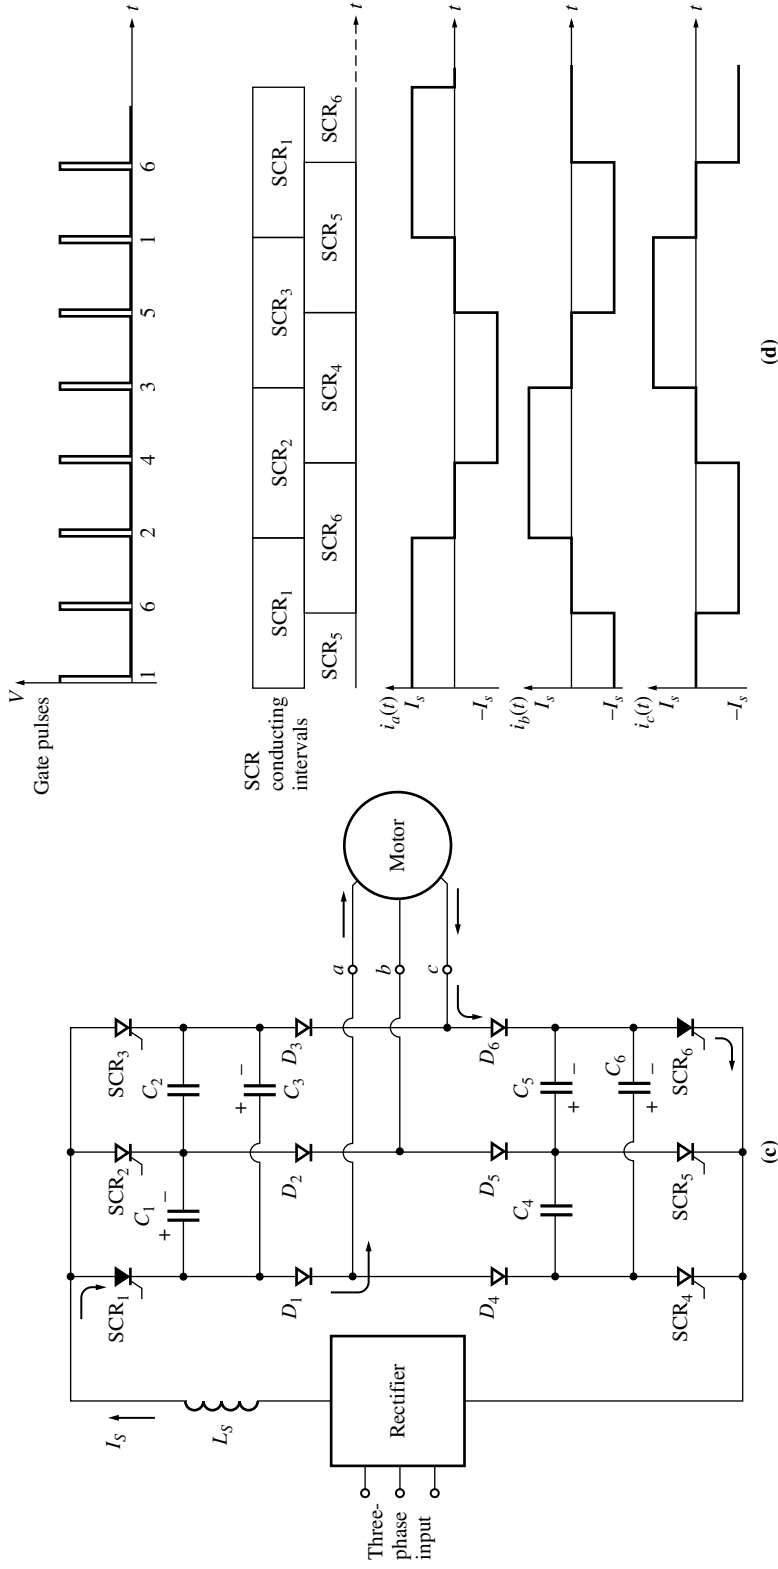 I_S
L_S
Three-
phase
input
Rectifier
SCR_1
SCR_2
SCR_3
C_1
+ −
C_2
+ −
C_3
D_1
D_2
D_3
a
b
c
Motor
D_4
D_5
D_6
C_4
C_5
+ −
C_6
+ −
SCR_4
SCR_5
SCR_6
(c)
V
Gate pulses
t
1 6 2 4 3 5 1 6
SCR
conducting
intervals
SCR_1 SCR_2 SCR_3 SCR_1
SCR_5 SCR_6 SCR_4 SCR_5 SCR_6
t
i_a(t)
I_s
−I_s
t
i_b(t)
I_s
−I_s
t
i_c(t)
I_s
−I_s
t
(d)